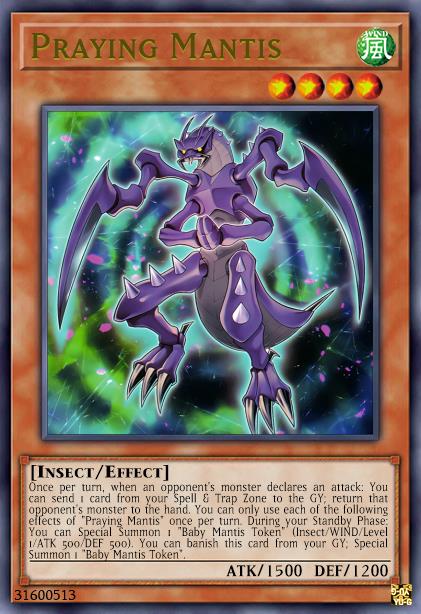 PRAYING MANTIS
WIND
風
[INSECT/EFFECT]
Once per turn, when an opponent's monster declares an attack: You
can send 1 card from your Spell & Trap Zone to the GY; return that
opponent's monster to the hand. You can only use each of the following
effects of "Praying Mantis" once per turn. During your Standby Phase:
You can Special Summon 1 "Baby Mantis Token" (Insect/WIND/Level
1/ATK 500/DEF 500). You can banish this card from your GY; Special
Summon 1 "Baby Mantis Token".
ATK/1500 DEF/1200
31600513